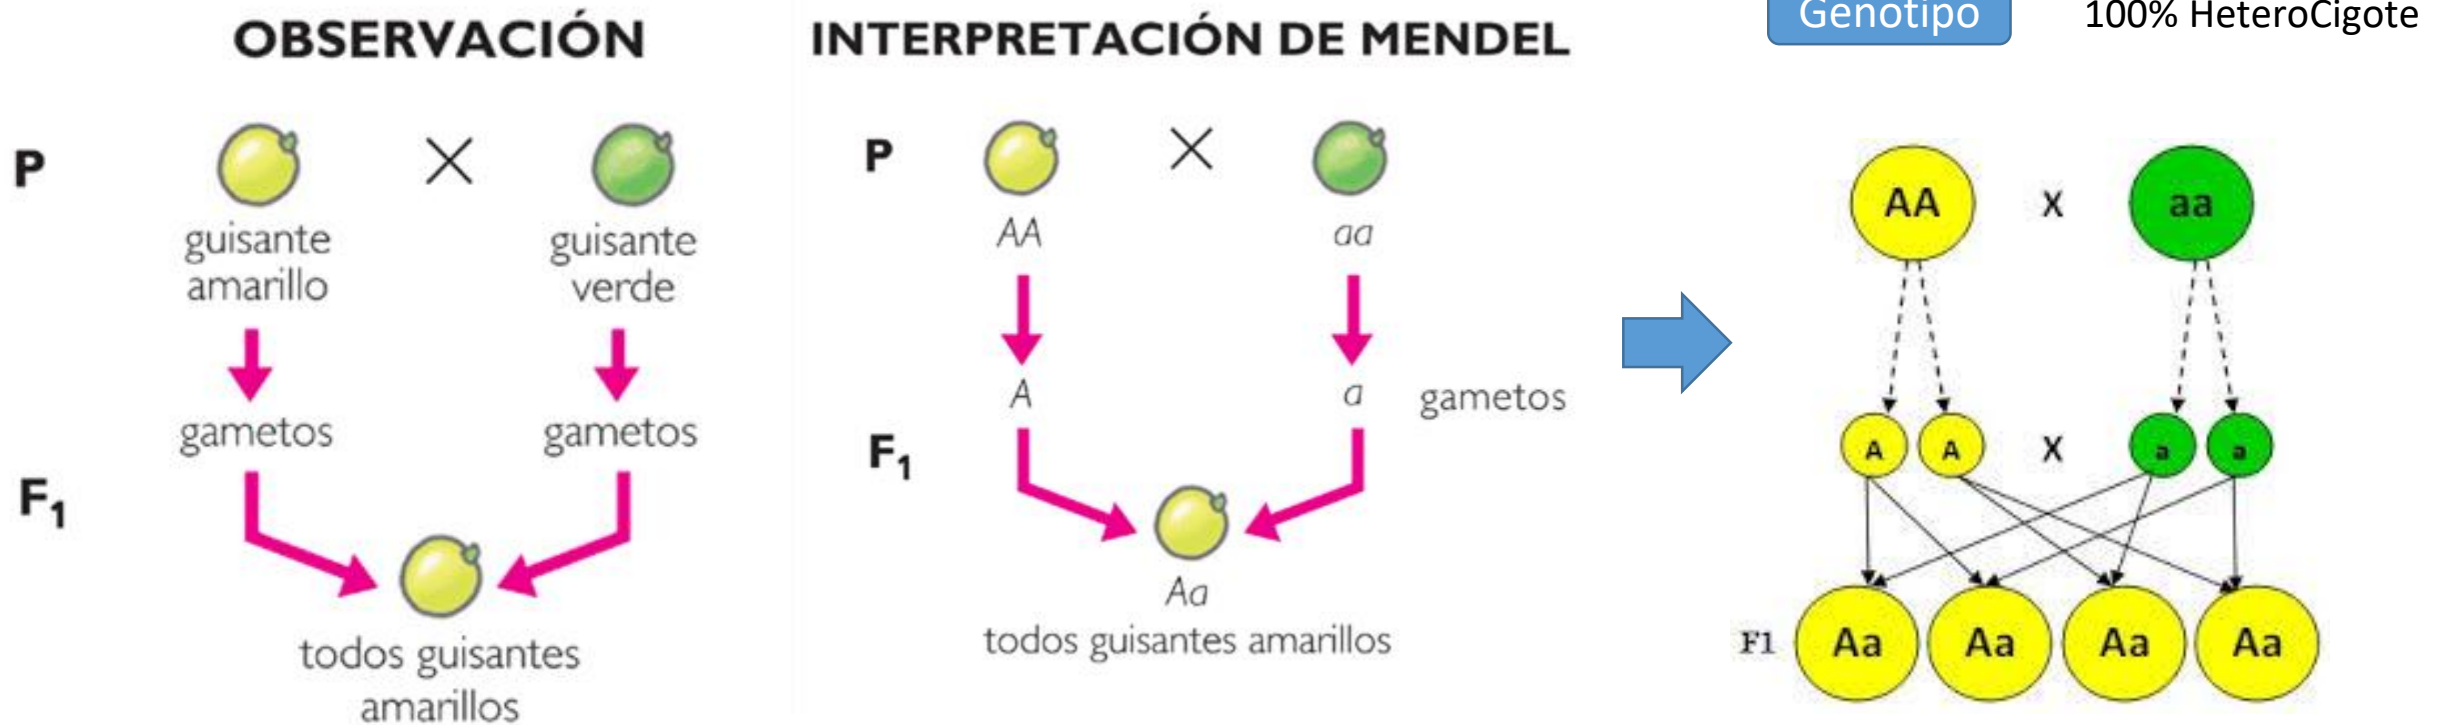 OBSERVACIÓN
P
guisante
amarillo
guisante
verde
gametos
gametos
F₁
todos guisantes
amarillos
INTERPRETACIÓN DE MENDEL
P
AA
aa
A
a
gametos
F₁
Aa
todos guisantes amarillos
Genotipo
100% HeteroCigote
AA X aa
A A X a a
F1 Aa Aa Aa Aa